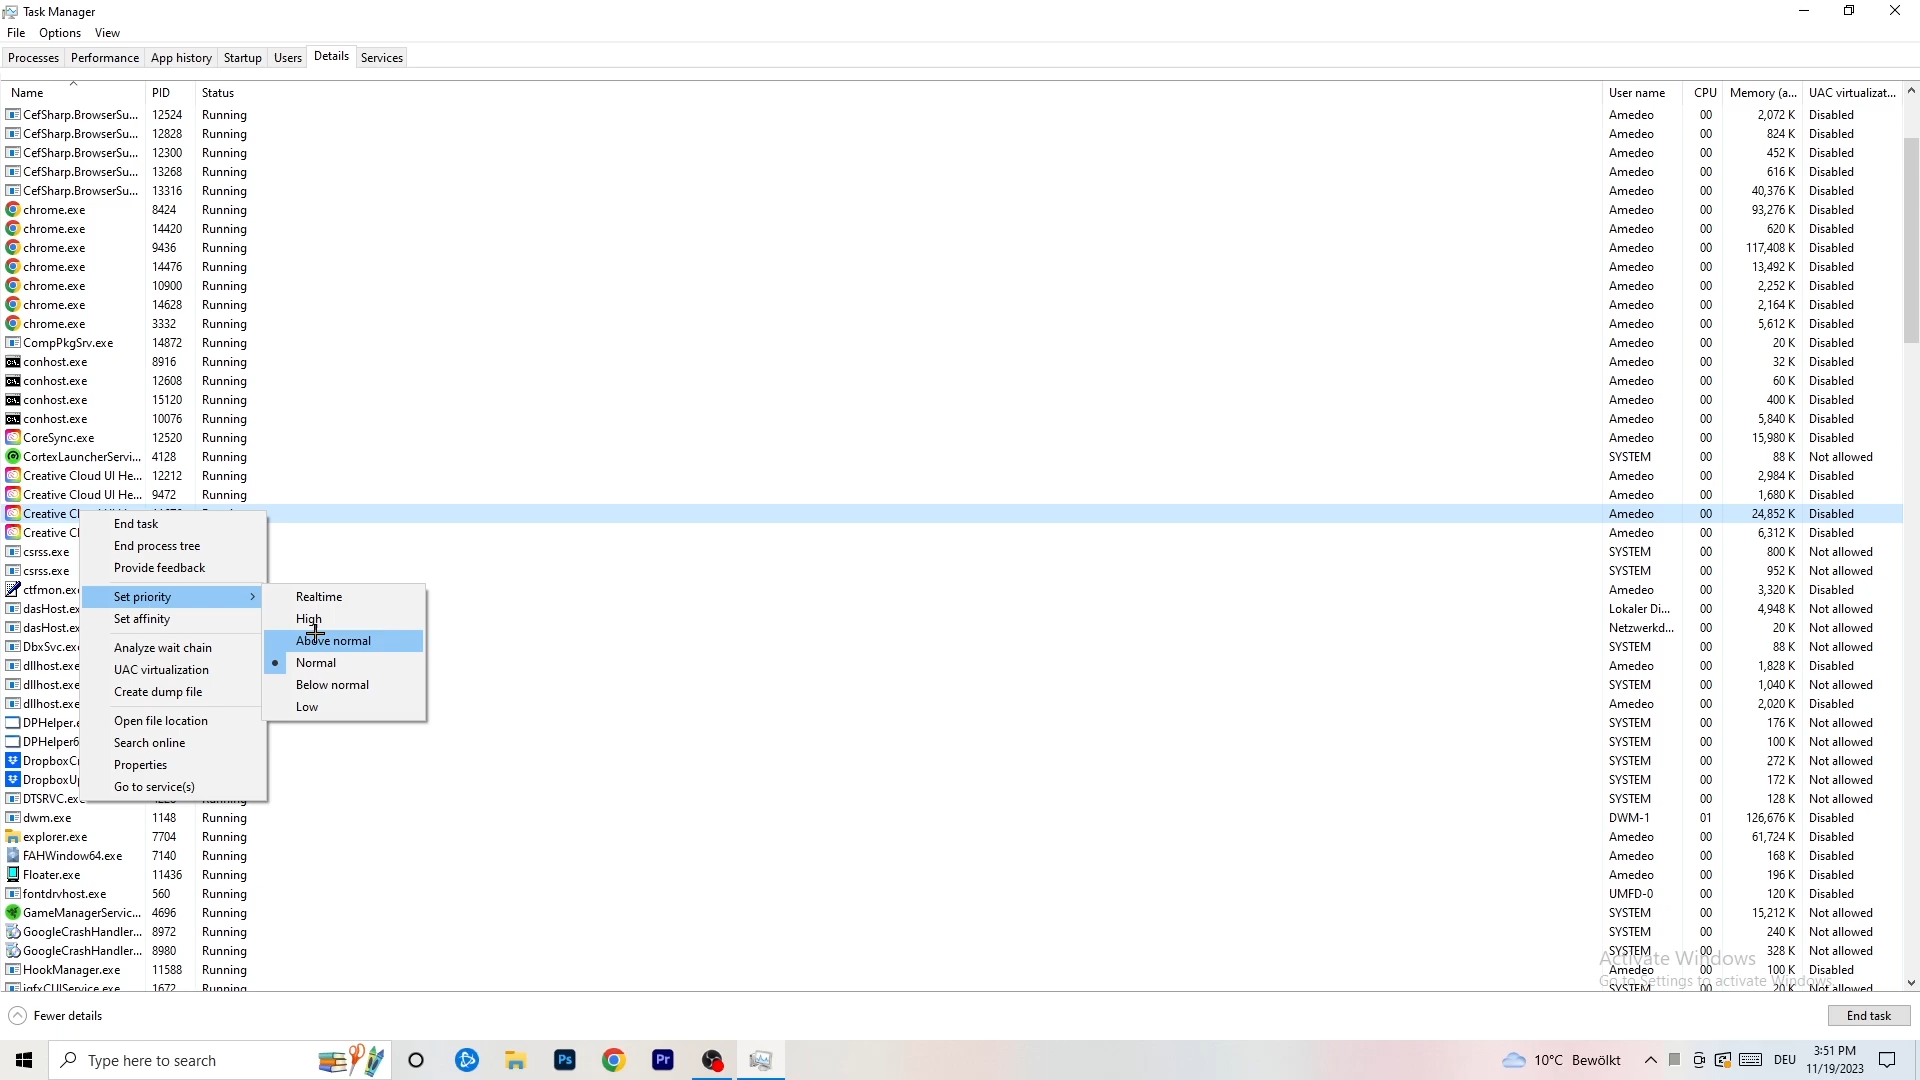 Task Manager
File Options View
Processes Performance App history Startup Users Details Services
Name PID Status User name CPU Memory (a... UAC virtualizat...
CefSharp.BrowserSu... 12524 Running Amedeo 00 2,072 K Disabled
CefSharp.BrowserSu... 12828 Running Amedeo 00 824 K Disabled
CefSharp.BrowserSu... 12300 Running Amedeo 00 452 K Disabled
CefSharp.BrowserSu... 13268 Running Amedeo 00 616 K Disabled
CefSharp.BrowserSu... 13316 Running Amedeo 00 40,376 K Disabled
chrome.exe 8424 Running Amedeo 00 93,276 K Disabled
chrome.exe 14420 Running Amedeo 00 620 K Disabled
chrome.exe 9436 Running Amedeo 00 117,408 K Disabled
chrome.exe 14476 Running Amedeo 00 13,492 K Disabled
chrome.exe 10900 Running Amedeo 00 2,252 K Disabled
chrome.exe 14628 Running Amedeo 00 2,164 K Disabled
chrome.exe 3332 Running Amedeo 00 5,612 K Disabled
CompPkgSrv.exe 14872 Running Amedeo 00 20 K Disabled
conhost.exe 8916 Running Amedeo 00 32 K Disabled
conhost.exe 12608 Running Amedeo 00 60 K Disabled
conhost.exe 15120 Running Amedeo 00 400 K Disabled
conhost.exe 10076 Running Amedeo 00 5,840 K Disabled
CoreSync.exe 12520 Running Amedeo 00 15,980 K Disabled
CortexLauncherServi... 4128 Running SYSTEM 00 88 K Not allowed
Creative Cloud UI He... 12212 Running Amedeo 00 2,984 K Disabled
Creative Cloud UI He... 9472 Running Amedeo 00 1,680 K Disabled
Creative Cl Amedeo 00 24,852 K Disabled
Creative Cl Amedeo 00 6,312 K Disabled
csrss.exe SYSTEM 00 800 K Not allowed
csrss.exe SYSTEM 00 952 K Not allowed
ctfmon.exe Amedeo 00 3,320 K Disabled
dasHost.ex Lokaler Di... 00 4,948 K Not allowed
dasHost.ex Netzwerkd... 00 20 K Not allowed
DbxSvc.exe SYSTEM 00 88 K Not allowed
dllhost.exe Amedeo 00 1,828 K Disabled
dllhost.exe SYSTEM 00 1,040 K Not allowed
dllhost.exe Amedeo 00 2,020 K Disabled
DPHelper.e SYSTEM 00 176 K Not allowed
DPHelper6 SYSTEM 00 100 K Not allowed
DropboxCr SYSTEM 00 272 K Not allowed
DropboxUp SYSTEM 00 172 K Not allowed
DTSRVC.exe SYSTEM 00 128 K Not allowed
dwm.exe 1148 Running DWM-1 01 126,676 K Disabled
explorer.exe 7704 Running Amedeo 00 61,724 K Disabled
FAHWindow64.exe 7140 Running Amedeo 00 168 K Disabled
Floater.exe 11436 Running Amedeo 00 196 K Disabled
fontdrvhost.exe 560 Running UMFD-0 00 120 K Disabled
GameManagerServic... 4696 Running SYSTEM 00 15,212 K Not allowed
GoogleCrashHandler... 8972 Running SYSTEM 00 240 K Not allowed
GoogleCrashHandler... 8980 Running SYSTEM 00 328 K Not allowed
HookManager.exe 11588 Running Amedeo 00 100 K Disabled
igfxCUIService.exe 1672 Running SYSTEM 00 20 K Not allowed
End task
End process tree
Provide feedback
Set priority
Set affinity
Analyze wait chain
UAC virtualization
Create dump file
Open file location
Search online
Properties
Go to service(s)
Realtime
High
Above normal
Normal
Below normal
Low
Activate Windows
Go to Settings to activate Windows.
Fewer details End task
Type here to search Ps Pr 10°C Bewölkt DEU 3:51 PM
11/19/2023